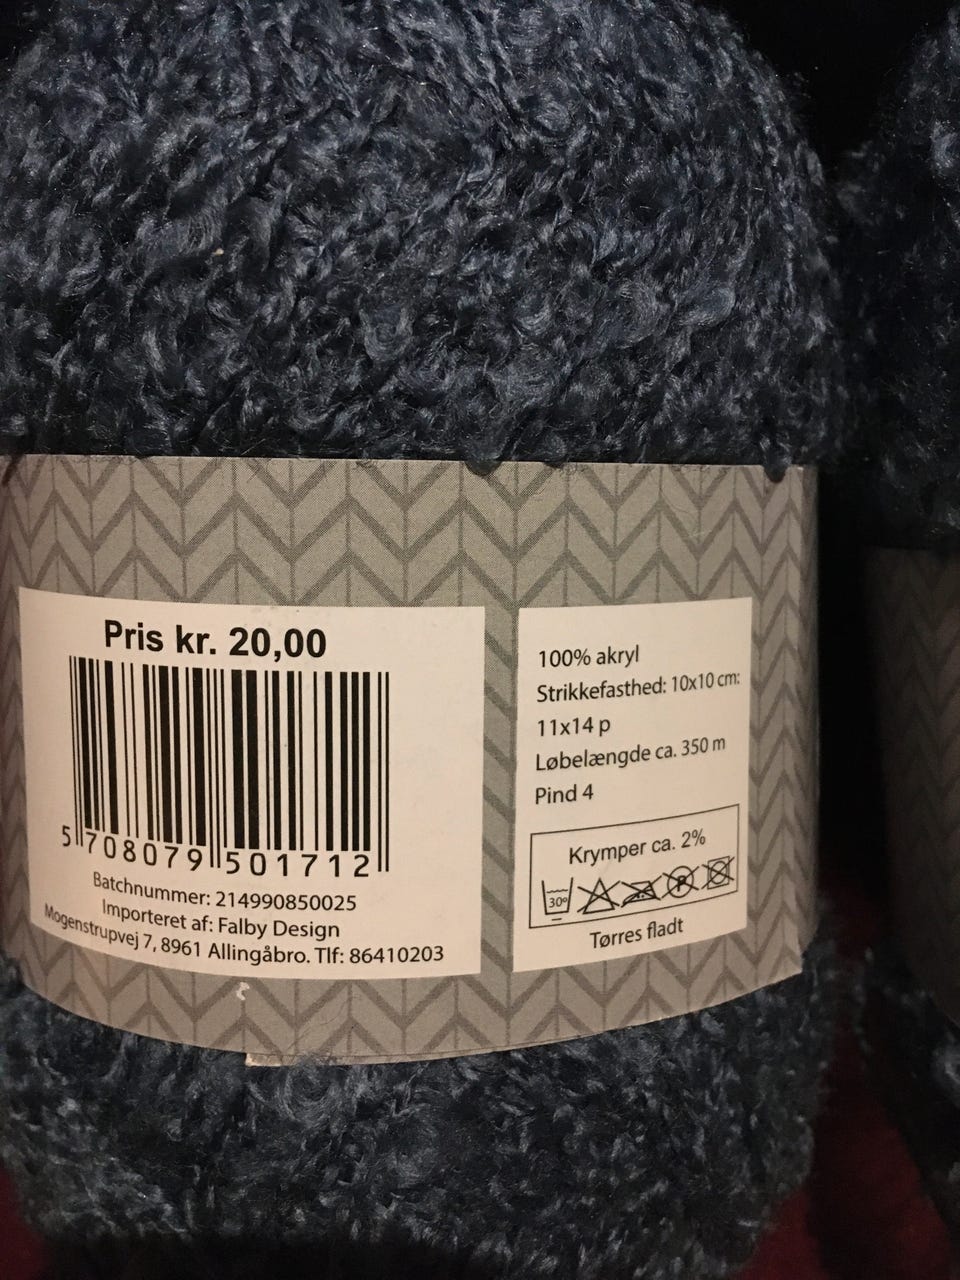 Pris kr. 20,00
5 708079 501712
Batchnummer: 214990850025
Importeret af: Falby Design
Mogenstrupvej 7, 8961 Allingåbro. Tlf: 86410203
100% akryl
Strikkefasthed: 10x10 cm:
11x14 p
Løbelængde ca. 350 m
Pind 4
Krymper ca. 2%
30° P
Tørres fladt